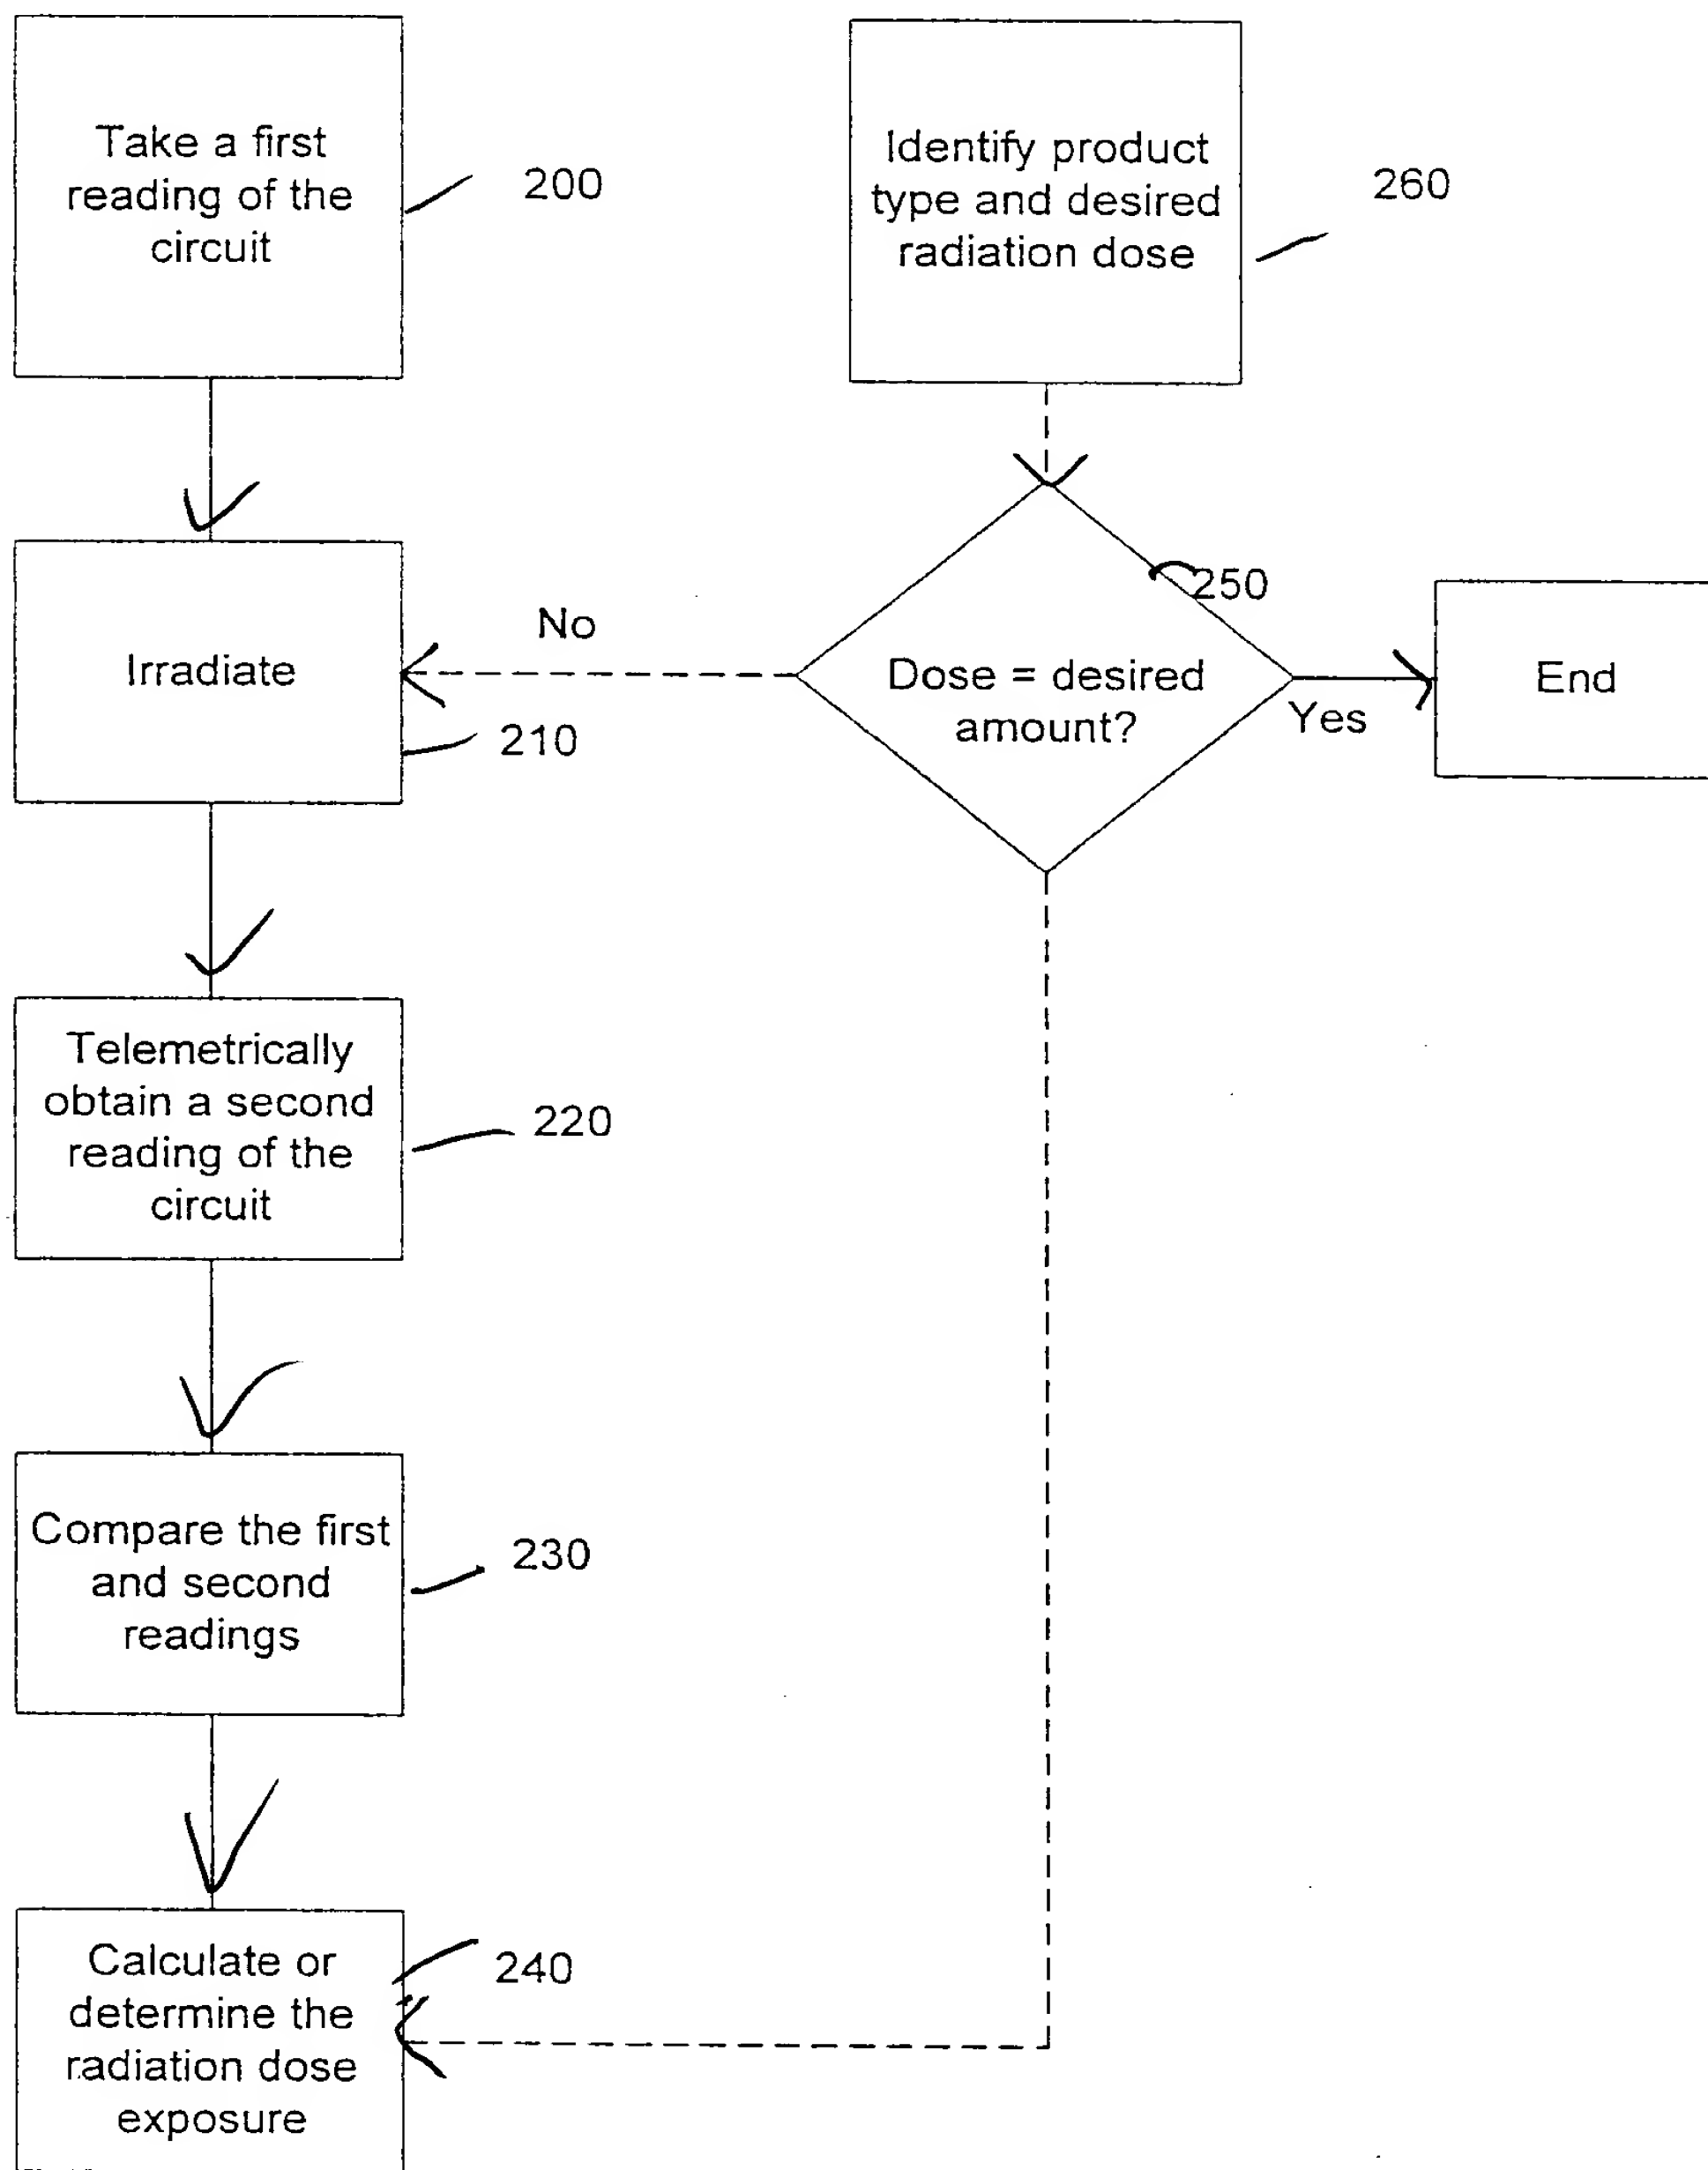 Take a first
reading of the
circuit
200
Identify product
type and desired
radiation dose
260
Irradiate
210
No
250
Dose = desired
amount?
Yes
End
Telemetrically
obtain a second
reading of the
circuit
220
Compare the first
and second
readings
230
Calculate or
determine the
radiation dose
exposure
240